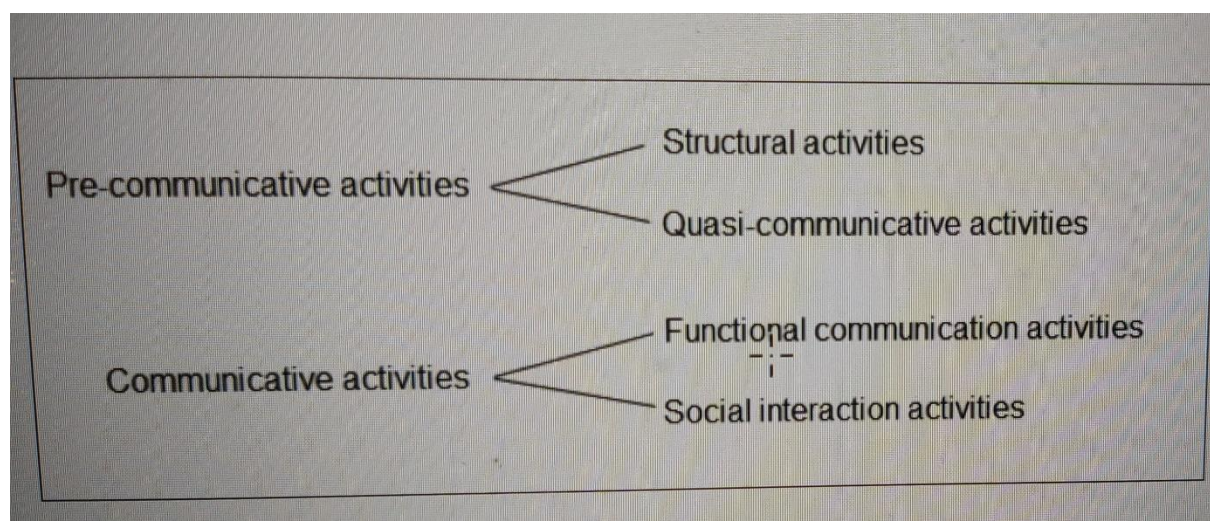 Structural activities
Pre-communicative activities
Quasi-communicative activities
Functional communication activities
Communicative activities
Social interaction activities